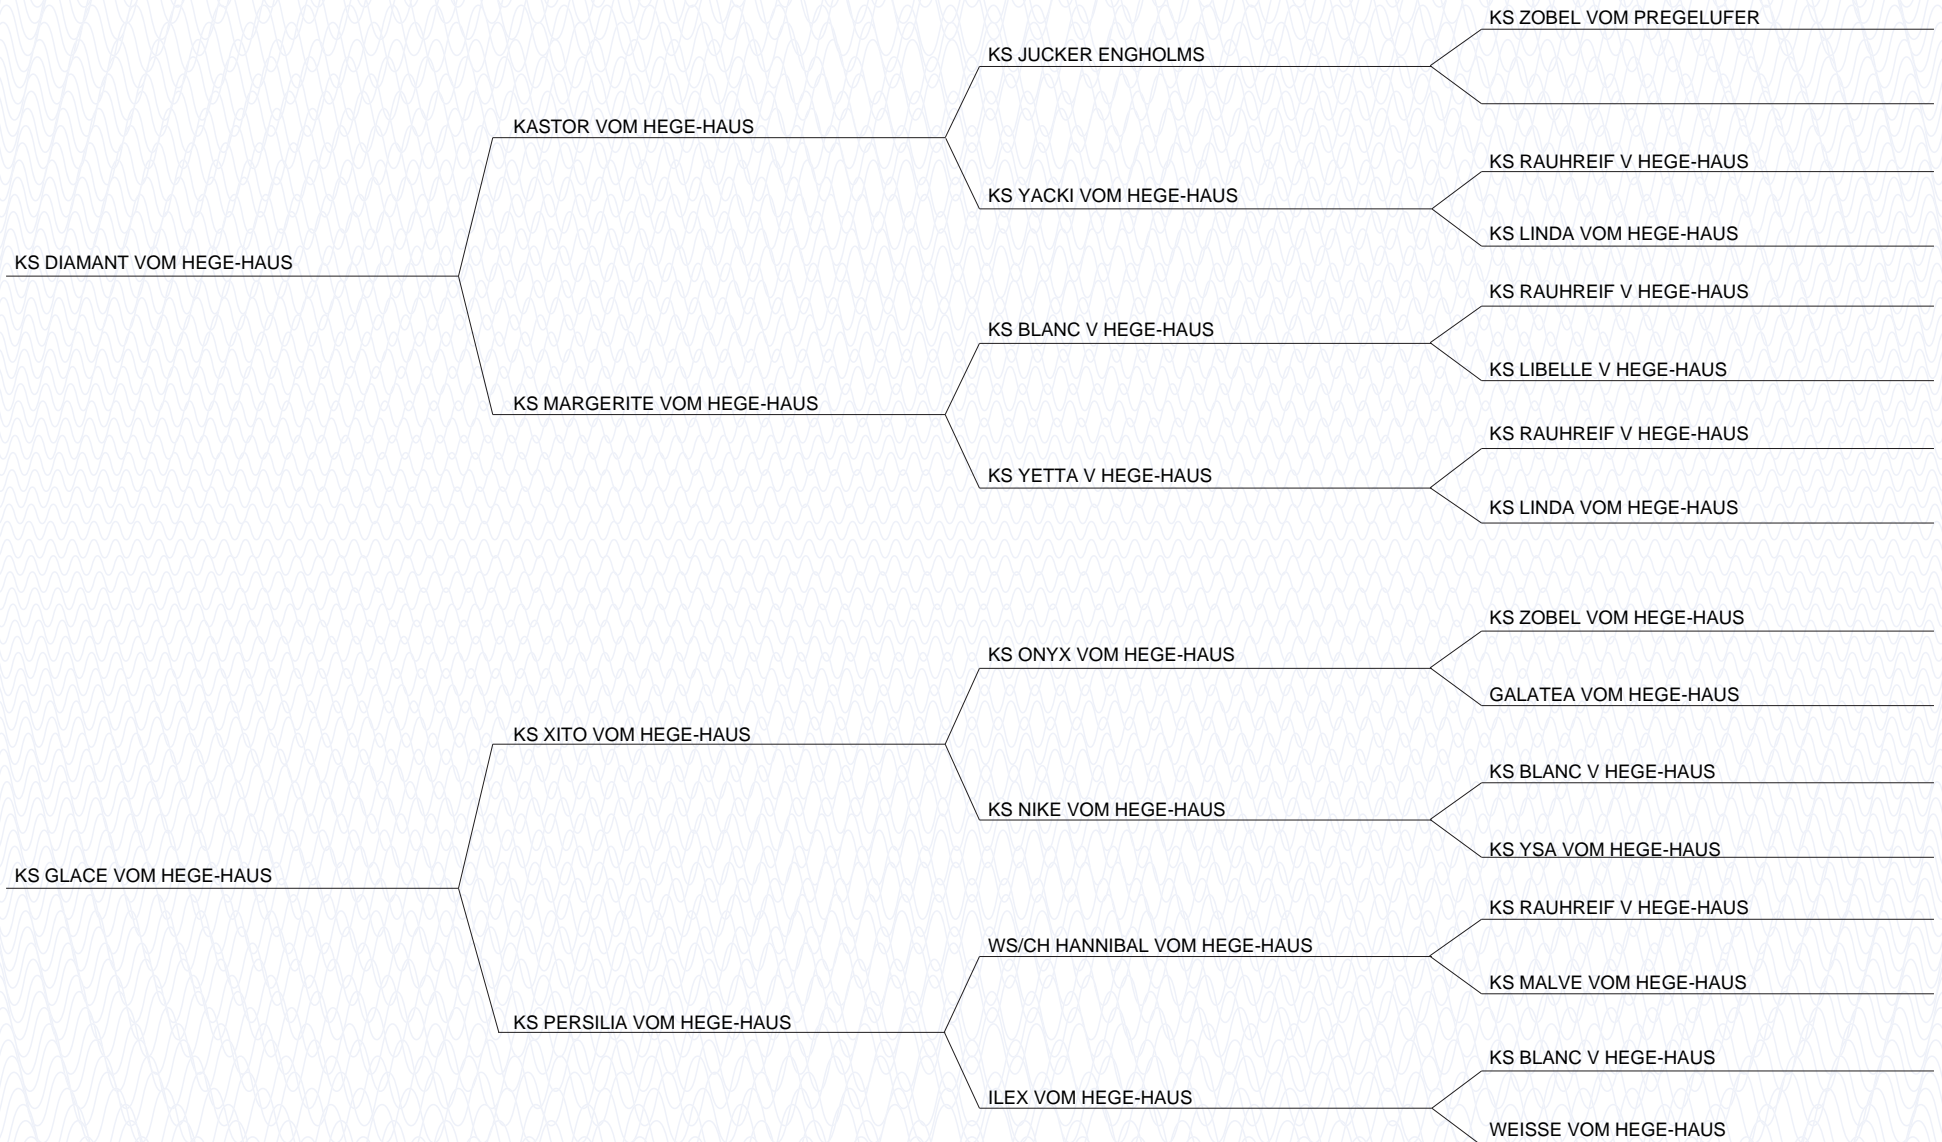 KS ZOBEL VOM PREGELUFER
KS JUCKER ENGHOLMS
KASTOR VOM HEGE-HAUS
KS RAUHREIF V HEGE-HAUS
KS YACKI VOM HEGE-HAUS
KS LINDA VOM HEGE-HAUS
KS DIAMANT VOM HEGE-HAUS
KS RAUHREIF V HEGE-HAUS
KS BLANC V HEGE-HAUS
KS LIBELLE V HEGE-HAUS
KS MARGERITE VOM HEGE-HAUS
KS RAUHREIF V HEGE-HAUS
KS YETTA V HEGE-HAUS
KS LINDA VOM HEGE-HAUS
KS ZOBEL VOM HEGE-HAUS
KS ONYX VOM HEGE-HAUS
GALATEA VOM HEGE-HAUS
KS XITO VOM HEGE-HAUS
KS BLANC V HEGE-HAUS
KS NIKE VOM HEGE-HAUS
KS YSA VOM HEGE-HAUS
KS GLACE VOM HEGE-HAUS
KS RAUHREIF V HEGE-HAUS
WS/CH HANNIBAL VOM HEGE-HAUS
KS MALVE VOM HEGE-HAUS
KS PERSILIA VOM HEGE-HAUS
KS BLANC V HEGE-HAUS
ILEX VOM HEGE-HAUS
WEISSE VOM HEGE-HAUS